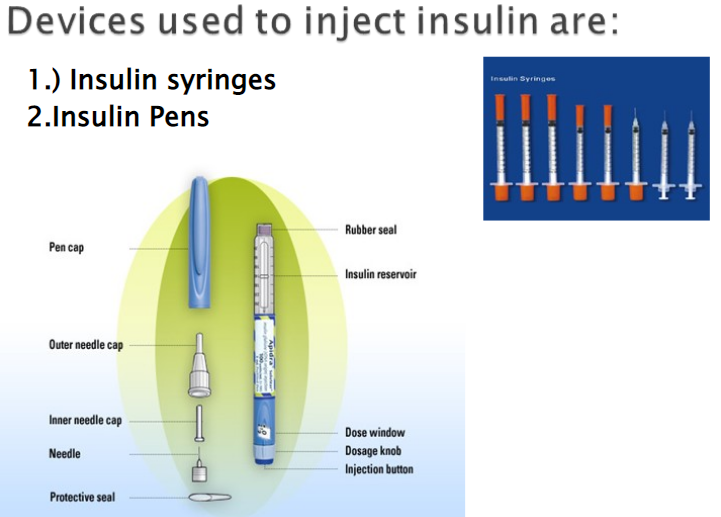 Devices used to inject insulin are:
1.) Insulin syringes
2.Insulin Pens
Insulin Syringes
Pen cap
Outer needle cap
Inner needle cap
Needle
Protective seal
Rubber seal
Insulin reservoir
Apidra
Dose window
Dosage knob
Injection button